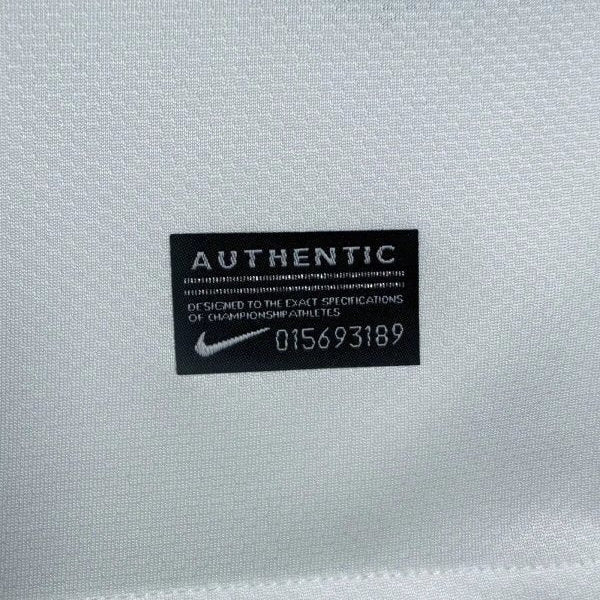 AUTHENTIC
DESIGNED TO THE EXACT SPECIFICATIONS
OF CHAMPIONSHIP ATHLETES
015693189